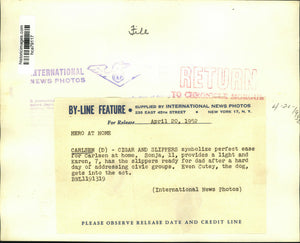 File
INTERNATIONAL
NEWS PHOTOS
RETURN
TO
BY-LINE FEATURE
SUPPLIED BY INTERNATIONAL NEWS PHOTOS
235 EAST 45TH STREET • NEW YORK 17, N.Y.
For Release April 20, 1952
HERO AT HOME
CARLSEN (D) - CIGAR AND SLIPPERS symbolize perfect ease
for Carlsen at home. Sonja, 11, provides a light and
Karen, 7, has the slippers ready for dad after a hard
day of addressing civic groups. Even Cutey, the dog,
gets into the act.
(International News Photos)
PLEASE OBSERVE RELEASE DATE AND CREDIT LINE